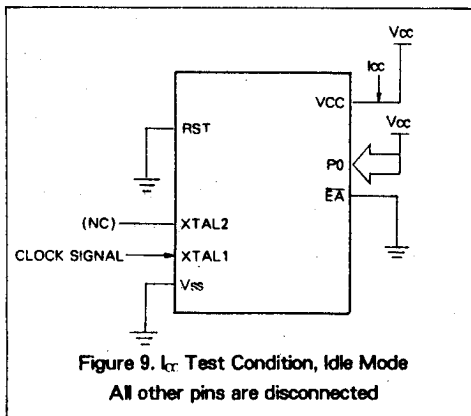 VCC
ICC
VCC
VCC
RST
P0
EA
(NC)
XTAL2
CLOCK SIGNAL
XTAL1
VSS
Figure 9. ICC Test Condition, Idle Mode
All other pins are disconnected